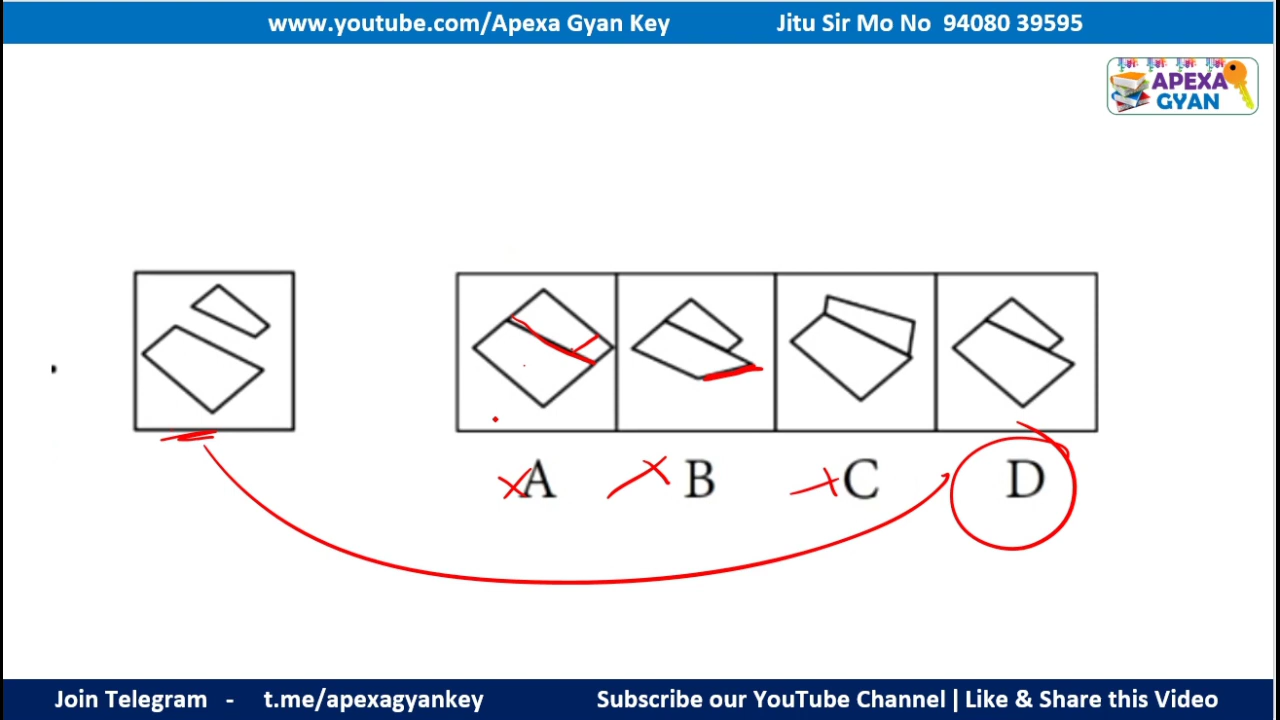 www.youtube.com/Apexa Gyan Key Jitu Sir Mo No 94080 39595
APEXA
GYAN
A B C D
Join Telegram - t.me/apexagyankey Subscribe our YouTube Channel | Like & Share this Video